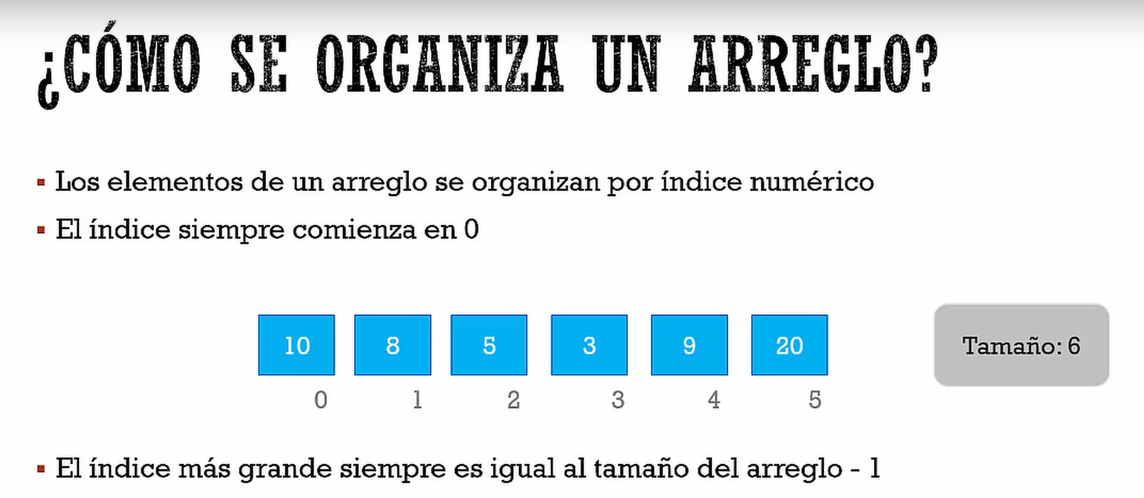 ¿CÓMO SE ORGANIZA UN ARREGLO?
▪ Los elementos de un arreglo se organizan por índice numérico
▪ El índice siempre comienza en 0
10 8 5 3 9 20
Tamaño: 6
0 1 2 3 4 5
▪ El índice más grande siempre es igual al tamaño del arreglo - 1